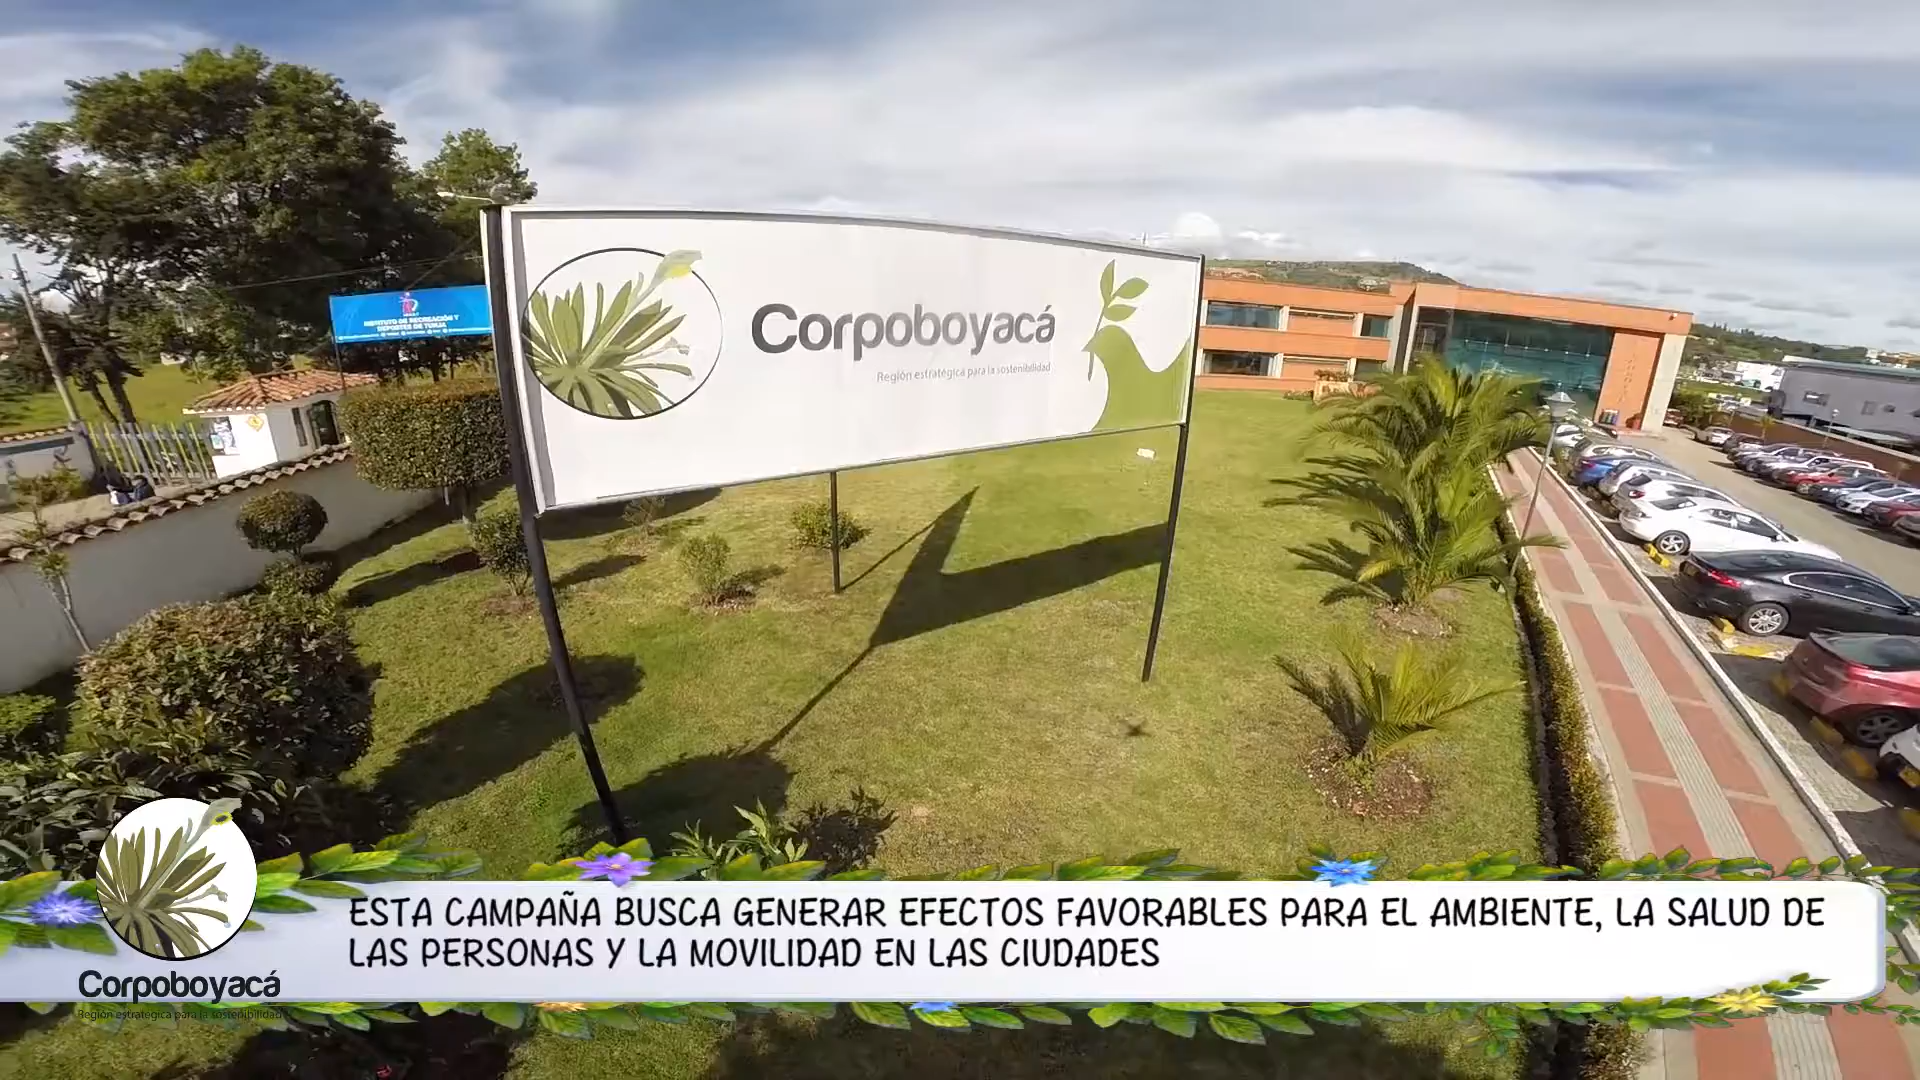 INSTITUTO DE RECREACIÓN Y
DEPORTES DE TUNJA
Corpoboyacá
Región estratégica para la sostenibilidad
ESTA CAMPAÑA BUSCA GENERAR EFECTOS FAVORABLES PARA EL AMBIENTE, LA SALUD DE
LAS PERSONAS Y LA MOVILIDAD EN LAS CIUDADES
Corpoboyacá
Región estratégica para la sostenibilidad